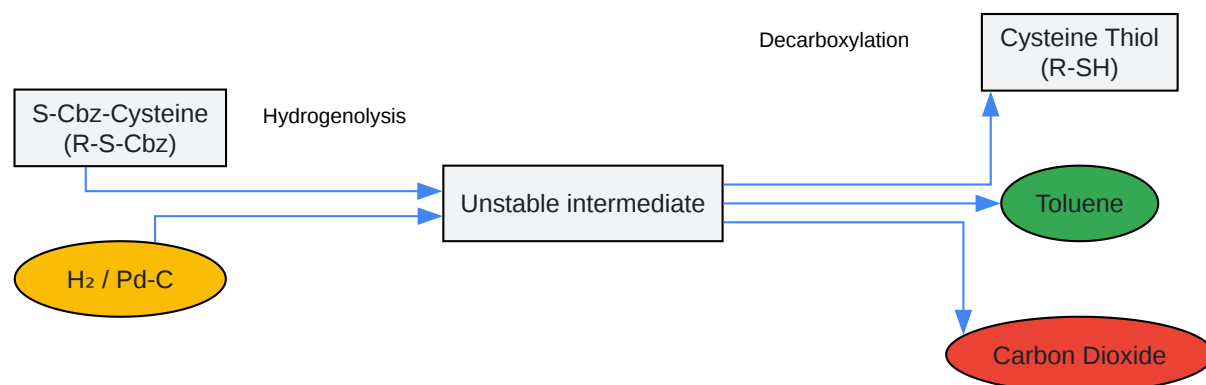 Decarboxylation
Cysteine Thiol
(R-SH)
S-Cbz-Cysteine
(R-S-Cbz)
Hydrogenolysis
Unstable intermediate
Toluene
H₂ / Pd-C
Carbon Dioxide